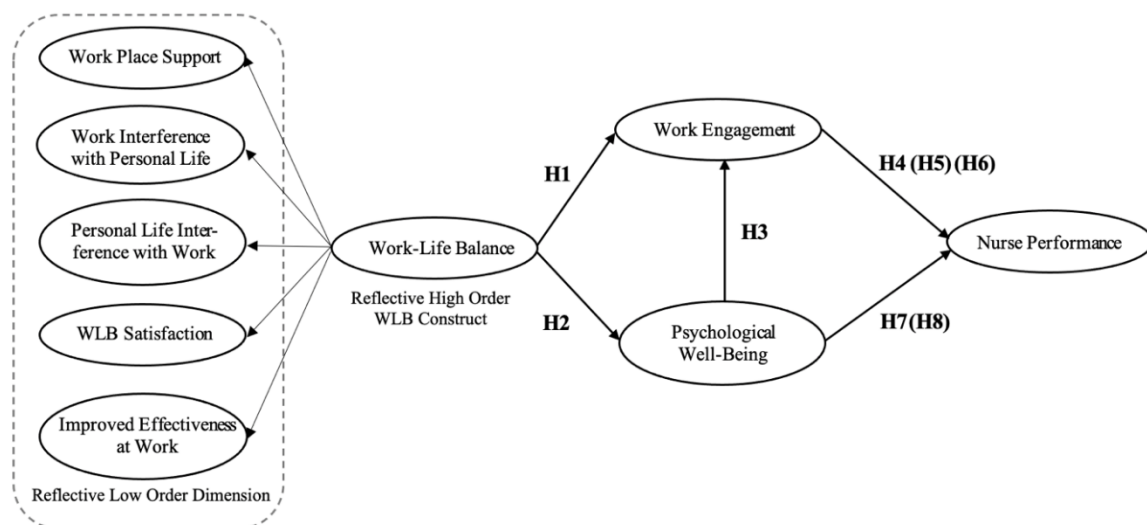 Work Place Support
Work Interference
with Personal Life
Personal Life Inter-
ference with Work
WLB Satisfaction
Improved Effectiveness
at Work
Reflective Low Order Dimension
Work-Life Balance
Reflective High Order
WLB Construct
H1
H2
Work Engagement
H3
Psychological
Well-Being
H4 (H5) (H6)
H7(H8)
Nurse Performance